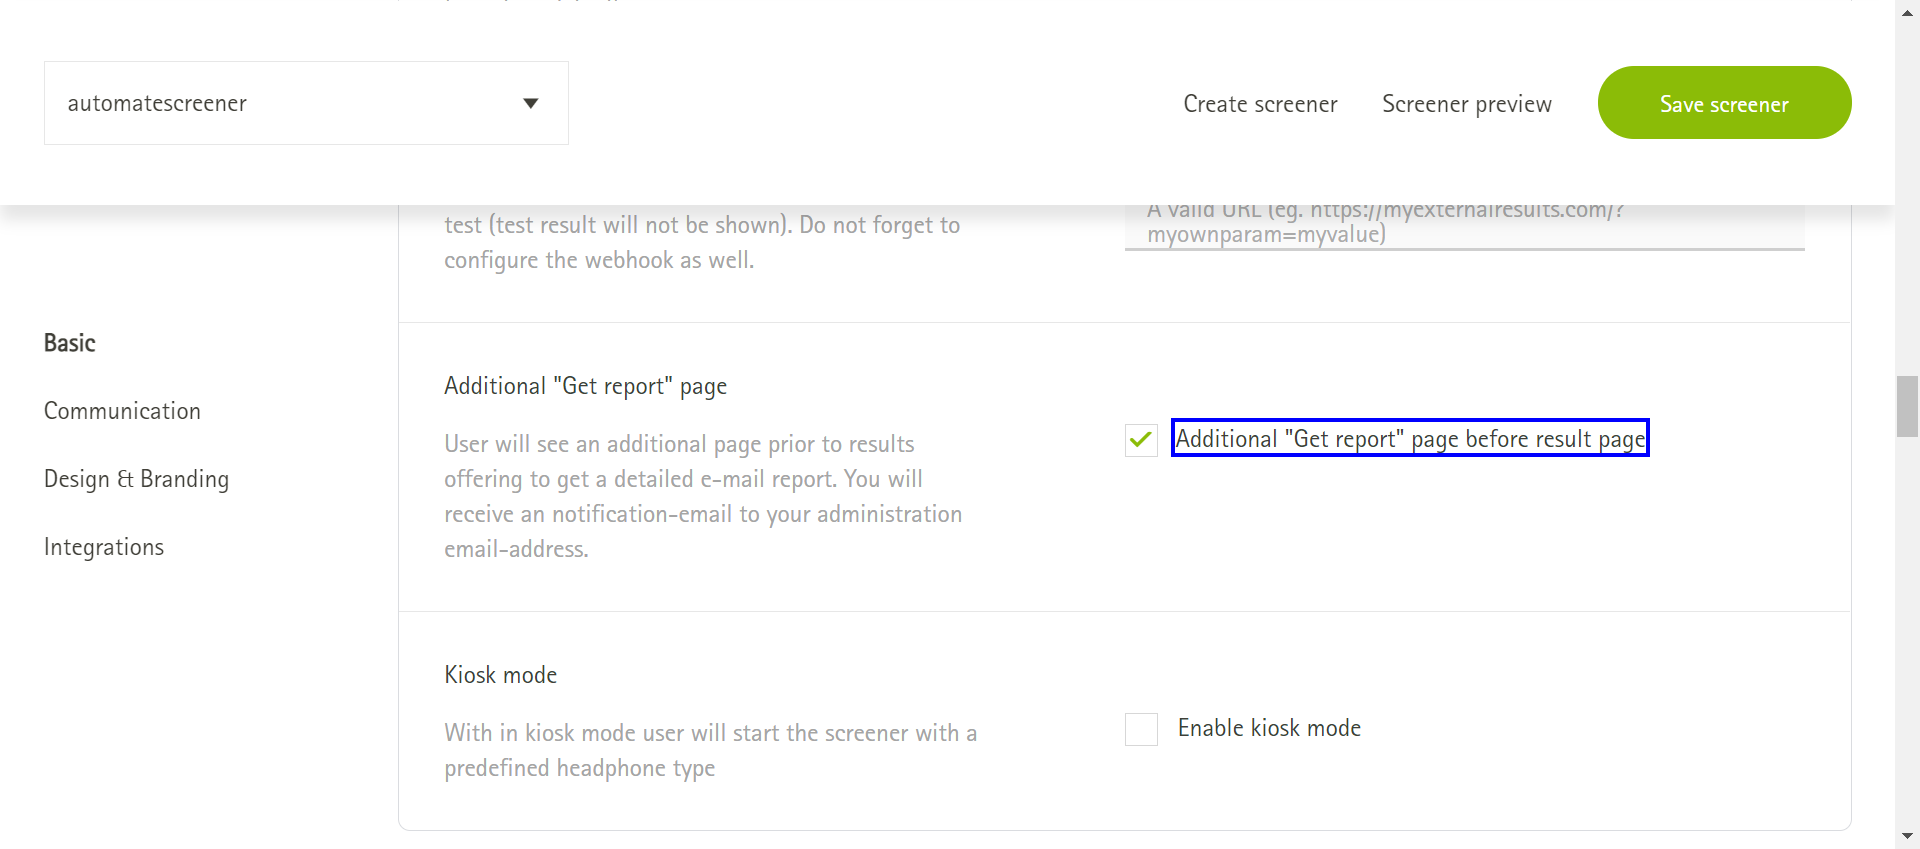 automatescreener
Create screener
Screener preview
Save screener
test (test result will not be shown). Do not forget to
configure the webhook as well.
A valid URL (eg. https://myexternalresults.com/?
myownparam=myvalue)
Basic
Communication
Design & Branding
Integrations
Additional "Get report" page
User will see an additional page prior to results
offering to get a detailed e-mail report. You will
receive an notification-email to your administration
email-address.
Additional "Get report" page before result page
Kiosk mode
With in kiosk mode user will start the screener with a
predefined headphone type
Enable kiosk mode